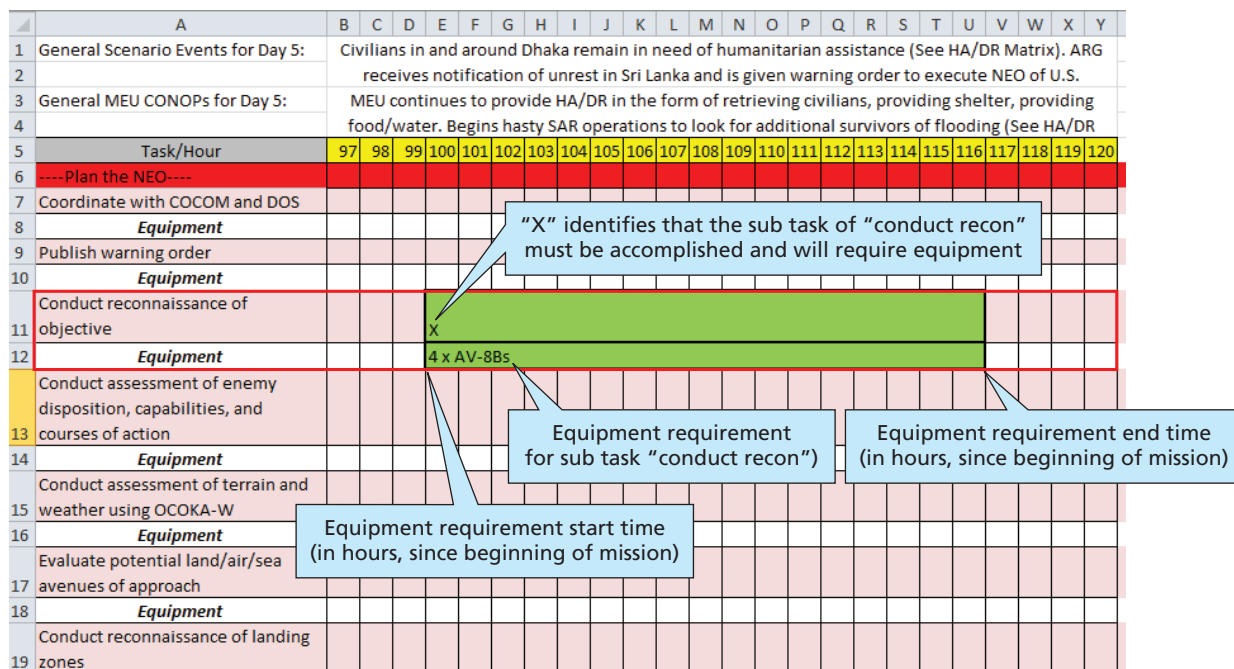 A B C D E F G H I J K L M N O P Q R S T U V W X Y
1 General Scenario Events for Day 5: Civilians in and around Dhaka remain in need of humanitarian assistance (See HA/DR Matrix). ARG
2 receives notification of unrest in Sri Lanka and is given warning order to execute NEO of U.S.
3 General MEU CONOPs for Day 5: MEU continues to provide HA/DR in the form of retrieving civilians, providing shelter, providing
4 food/water. Begins hasty SAR operations to look for additional survivors of flooding (See HA/DR
5 Task/Hour 97 98 99 100 101 102 103 104 105 106 107 108 109 110 111 112 113 114 115 116 117 118 119 120
6 ----Plan the NEO----
7 Coordinate with COCOM and DOS
8 Equipment
"X" identifies that the sub task of "conduct recon"
must be accomplished and will require equipment
9 Publish warning order
10 Equipment
Conduct reconnaissance of
11 objective X
12 Equipment 4 x AV-8Bs
Conduct assessment of enemy
disposition, capabilities, and
13 courses of action
Equipment requirement
for sub task "conduct recon")
Equipment requirement end time
(in hours, since beginning of mission)
14 Equipment
Conduct assessment of terrain and
15 weather using OCOKA-W
Equipment requirement start time
(in hours, since beginning of mission)
16 Equipment
Evaluate potential land/air/sea
17 avenues of approach
18 Equipment
Conduct reconnaissance of landing
19 zones